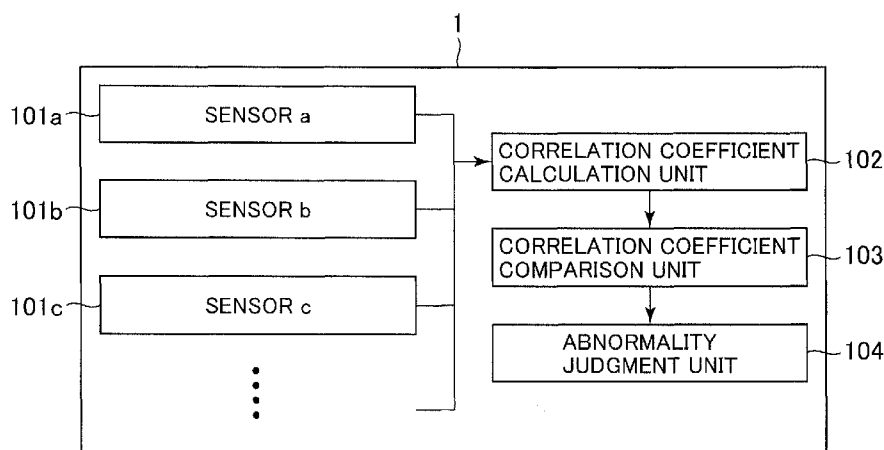 1
101a
SENSOR a
101b
SENSOR b
101c
SENSOR c
CORRELATION COEFFICIENT
CALCULATION UNIT
102
CORRELATION COEFFICIENT
COMPARISON UNIT
103
ABNORMALITY
JUDGMENT UNIT
104